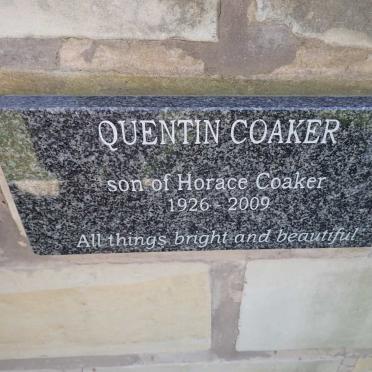 QUENTIN COAKER
son of Horace Coaker
1926 - 2009
All things bright and beautiful